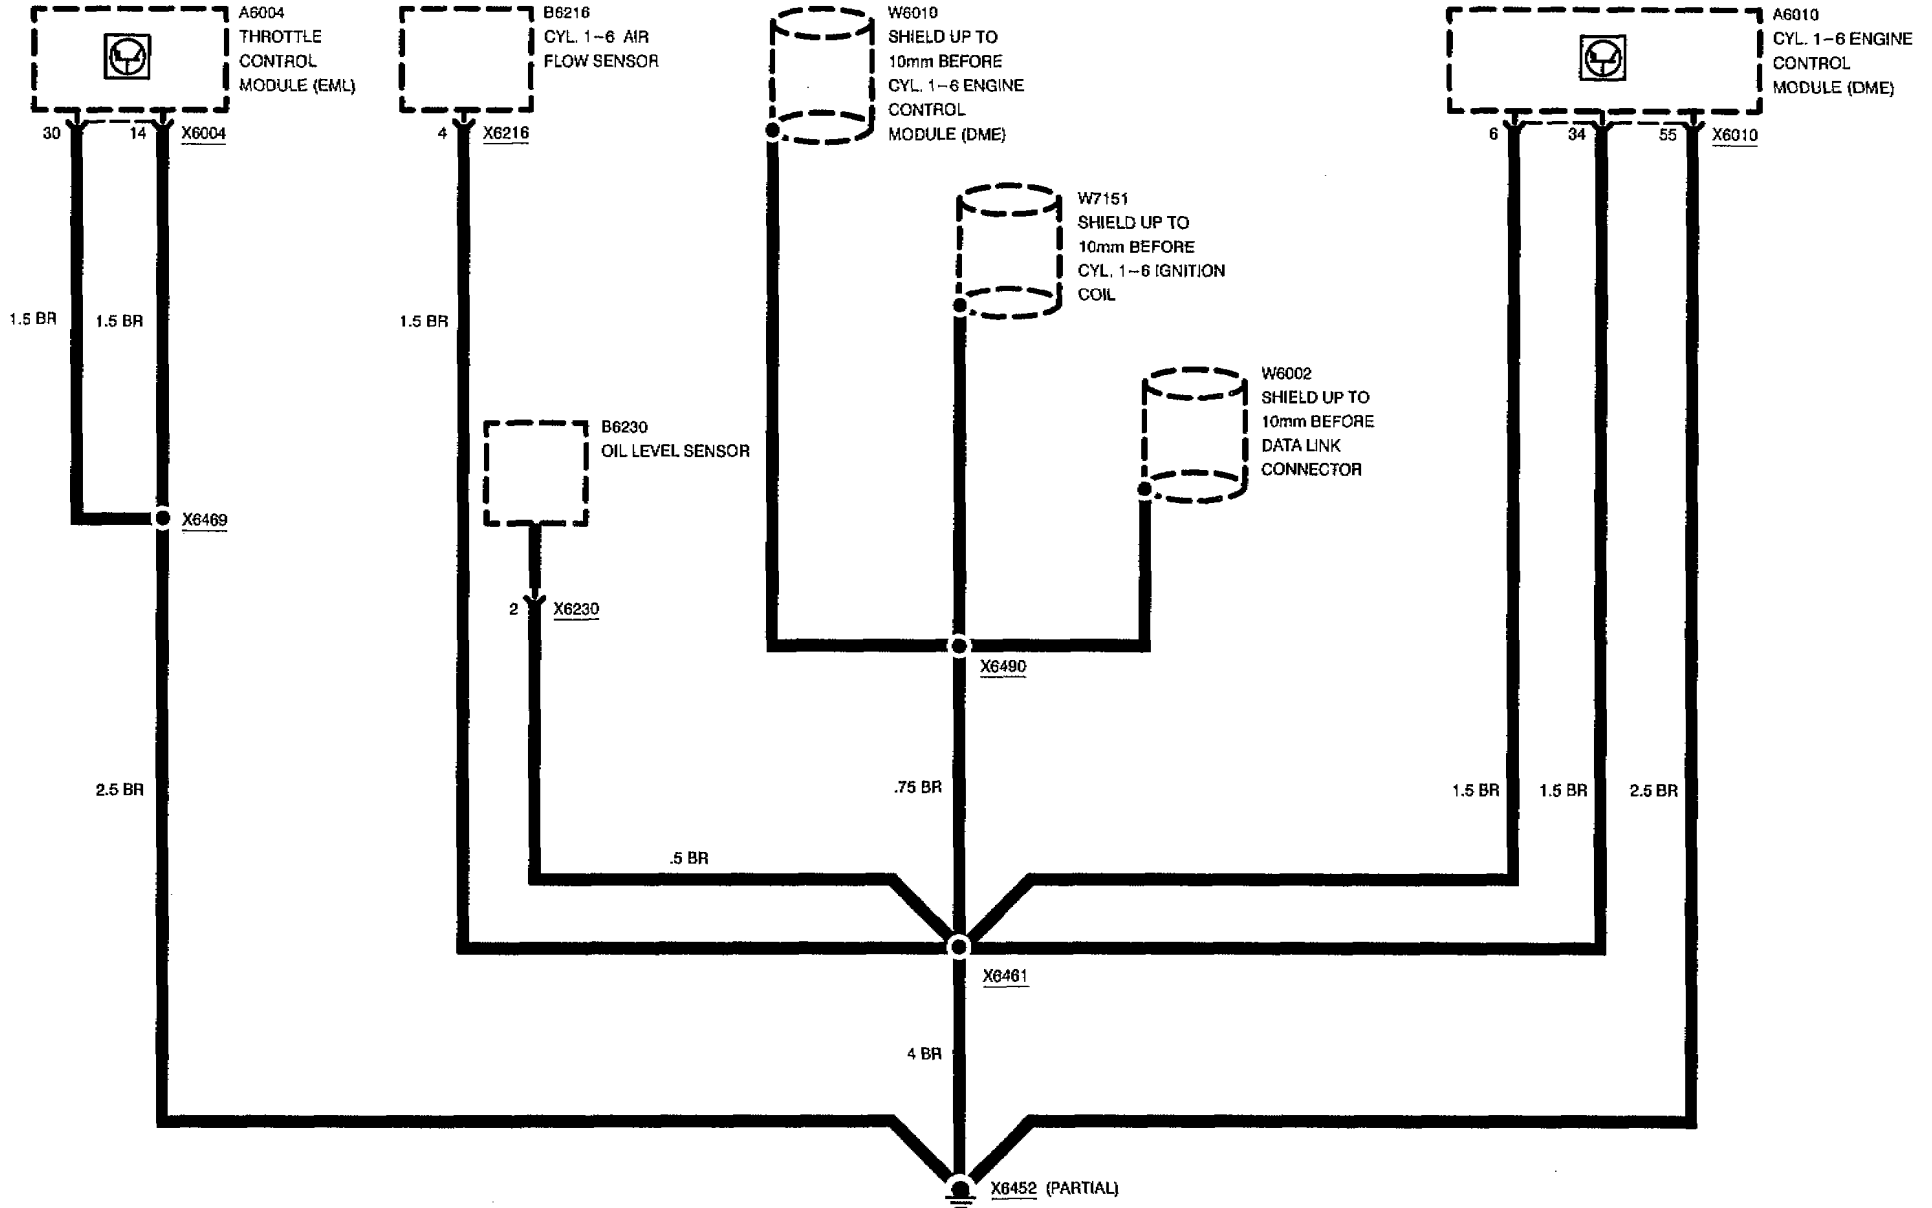 A6004
THROTTLE
CONTROL
MODULE (EML)
30
14
X6004
B6216
CYL. 1–6 AIR
FLOW SENSOR
4
X6216
W6010
SHIELD UP TO
10mm BEFORE
CYL. 1–6 ENGINE
CONTROL
MODULE (DME)
A6010
CYL. 1–6 ENGINE
CONTROL
MODULE (DME)
6
34
55
X6010
W7151
SHIELD UP TO
10mm BEFORE
CYL. 1–6 IGNITION
COIL
1.5 BR
1.5 BR
1.5 BR
W6002
SHIELD UP TO
10mm BEFORE
DATA LINK
CONNECTOR
B6230
OIL LEVEL SENSOR
X6469
2
X6230
X6490
2.5 BR
.75 BR
1.5 BR
1.5 BR
2.5 BR
.5 BR
X6461
4 BR
X6452 (PARTIAL)